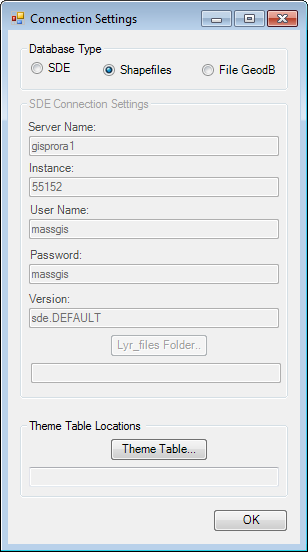 Connection Settings
Database Type
SDE Shapefiles File GeodB
SDE Connection Settings
Server Name:
gisprora1
Instance:
55152
User Name:
massgis
Password:
massgis
Version:
sde.DEFAULT
Lyr_files Folder..
Theme Table Locations
Theme Table...
OK